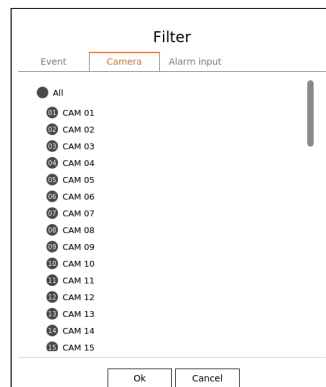 Filter
Event Camera Alarm input
All
01 CAM 01
02 CAM 02
03 CAM 03
04 CAM 04
05 CAM 05
06 CAM 06
07 CAM 07
08 CAM 08
09 CAM 09
10 CAM 10
11 CAM 11
12 CAM 12
13 CAM 13
14 CAM 14
15 CAM 15
Ok Cancel